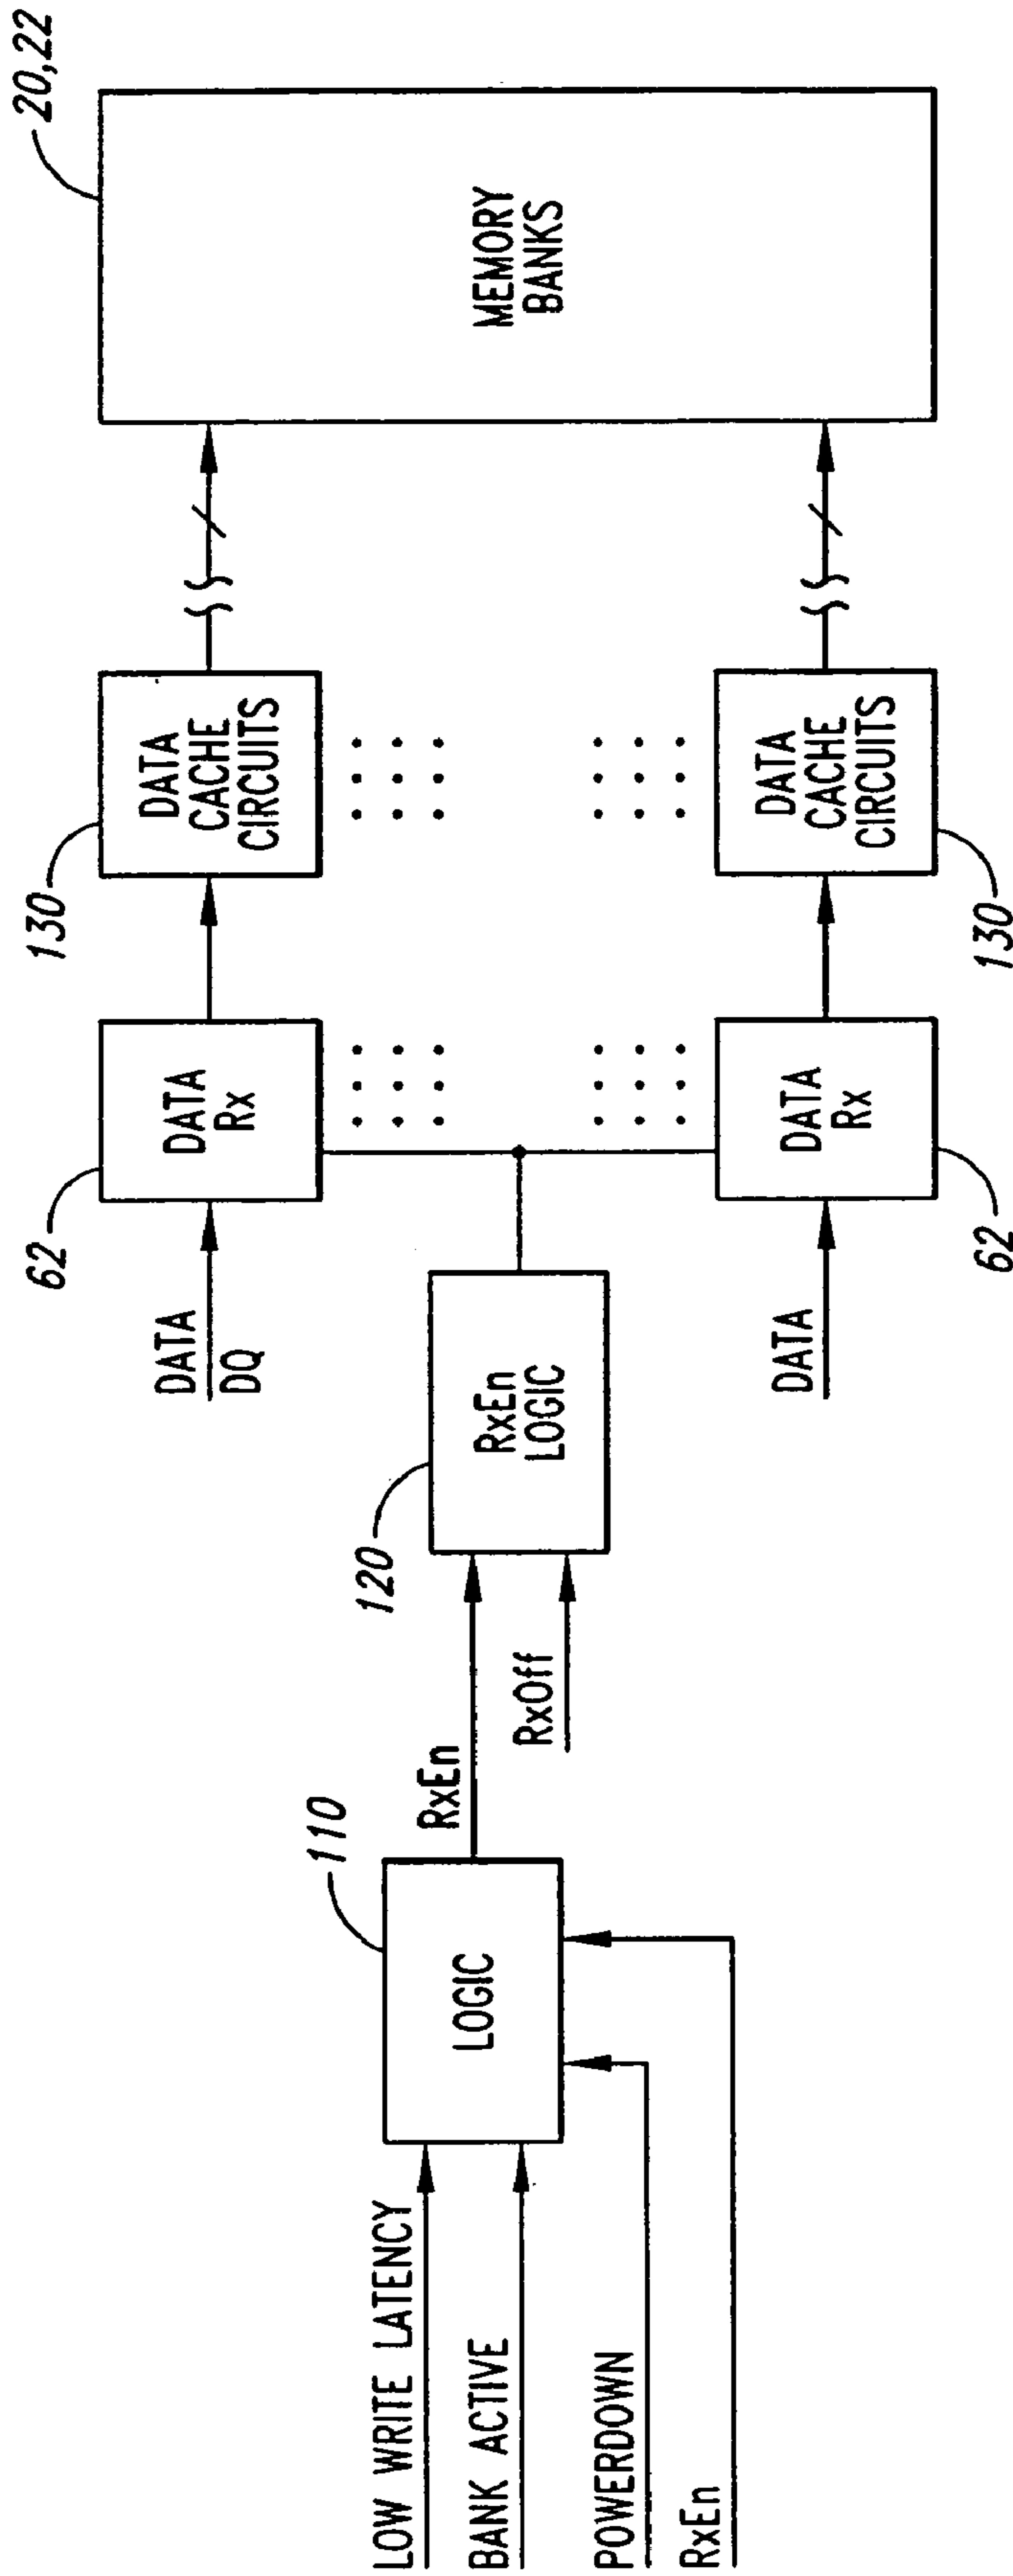 LOW WRITE LATENCY
BANK ACTIVE
POWERDOWN
RxEn
LOGIC
110
RxEn
RxOff
RxEn
LOGIC
120
DATA
DQ
DATA
Rx
62
DATA
CACHE
CIRCUITS
130
DATA
DATA
Rx
62
DATA
CACHE
CIRCUITS
130
MEMORY
BANKS
20,22